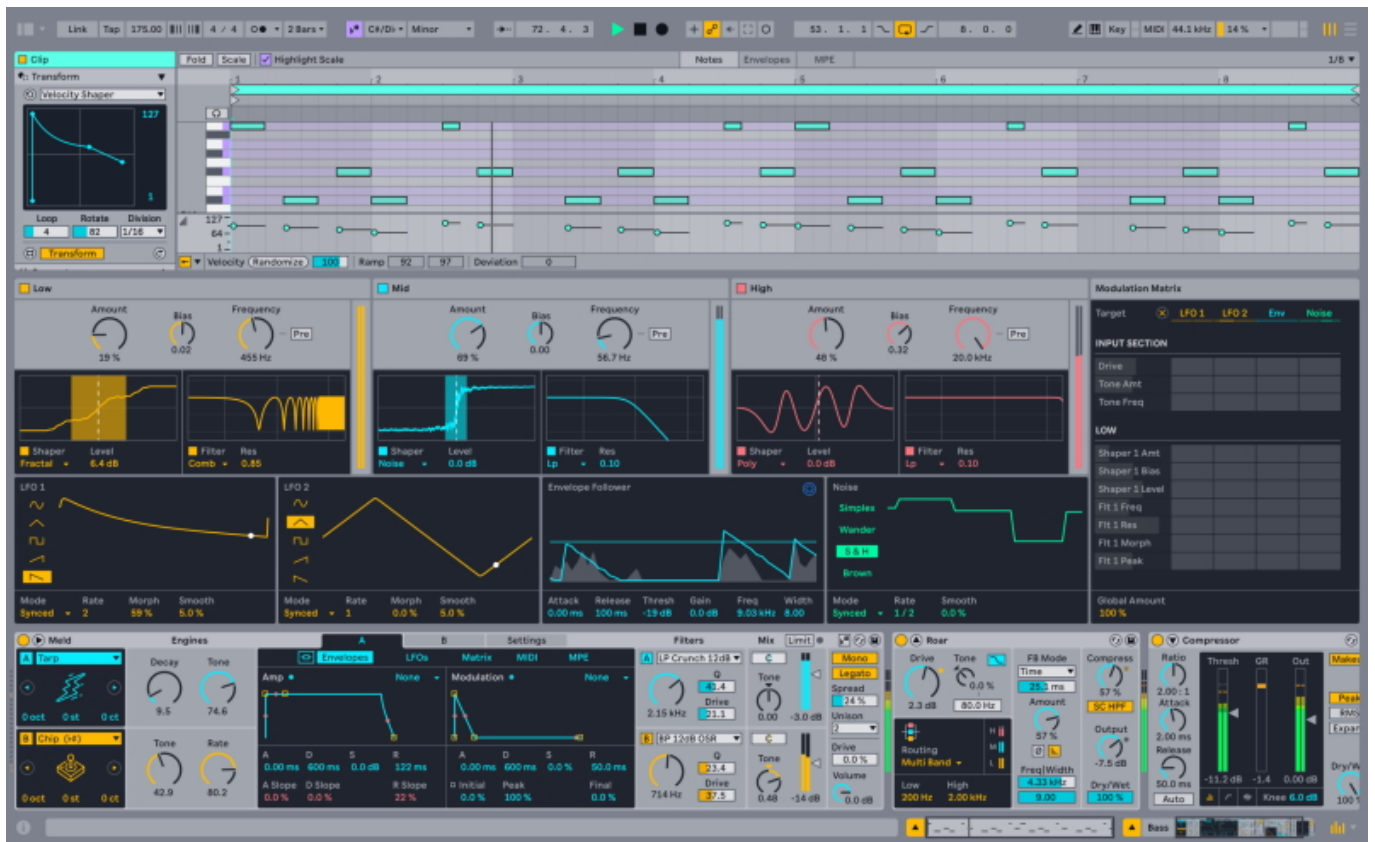 Link Tap 175.00 4 / 4 2 Bars C#/Db Minor 72. 4. 3 53. 1. 1 8. 0. 0 Key MIDI 44.1 kHz 14 %
Clip Fold Scale Highlight Scale Notes Envelopes MPE 1/8
Transform 1 2 3 4 5 6 7 8
Velocity Shaper
127
1
Loop Rotate Division
4 82 1/16
Transform
127
64
1
Velocity Randomize 100 Ramp 92 97 Deviation 0
Low Mid High Modulation Matrix
Amount Bias Frequency Amount Bias Frequency Amount Bias Frequency
Pre Pre Pre
19 % 0.02 455 Hz 69 % 0.00 56.7 Hz 48 % 0.32 20.0 kHz
Target LFO 1 LFO 2 Env Noise
INPUT SECTION
Drive
Tone Amt
Tone Freq
LOW
Shaper Level Filter Res Shaper Level Filter Res Shaper Level Filter Res
Fractal 6.4 dB Comb 0.85 Noise 0.0 dB Lp 0.10 Poly 0.0 dB Lp 0.10
Shaper 1 Amt
Shaper 1 Bias
Shaper 1 Level
Flt 1 Freq
Flt 1 Res
Flt 1 Morph
Flt 1 Peak
Global Amount
100 %
LFO 1 LFO 2 Envelope Follower Noise
Simplex
Wander
S & H
Brown
Mode Rate Morph Smooth Mode Rate Morph Smooth Attack Release Thresh Gain Freq Width Mode Rate Smooth
Synced 2 59 % 5.0 % Synced 1 0.0 % 5.0 % 0.00 ms 100 ms -19 dB 0.0 dB 9.03 kHz 8.00 Synced 1 / 2 0.0 %
Meld Engines A B Settings Filters Mix Limit Roar Compressor
A Tarp Decay Tone Envelopes LFOs Matrix MIDI MPE A LP Crunch 12dB C Mono
Legato
Spread
24 %
Unison
2
Drive
0.0 %
Volume
0.0 dB
9.5 74.6
0 oct 0 st 0 ct
Amp None Modulation None
Q
41.4
Drive
21.1
2.15 kHz
Tone
0.00 -3.0 dB
B Chip Tone Rate B BP 12dB OSR C
42.9 80.2
0 oct 0 st 0 ct
A D S R A D S R
0.00 ms 600 ms 0.0 dB 122 ms 0.00 ms 600 ms 0.0 % 50.0 ms
A Slope D Slope R Slope Initial Peak Final
0.0 % 0.0 % 22 % 0.0 % 100 % 0.0 %
Q
23.4
Drive
37.5
714 Hz
Tone
0.48 -14 dB
Drive Tone FB Mode Compress
2.3 dB 0.0 % 80.0 Hz
Time
25.1 ms
57 %
SC HPF
Amount
57 %
Output
-7.5 dB
H
M
L
Routing
Multi Band
Low High
200 Hz 2.00 kHz
Freq|Width
4.33 kHz
9.00
Dry/Wet
100 %
Ratio Thresh GR Out
2.00 : 1
Attack
2.00 ms
Release
50.0 ms
Auto
-11.2 dB -1.4 0.00 dB
Knee 6.0 dB
Peak
Bass